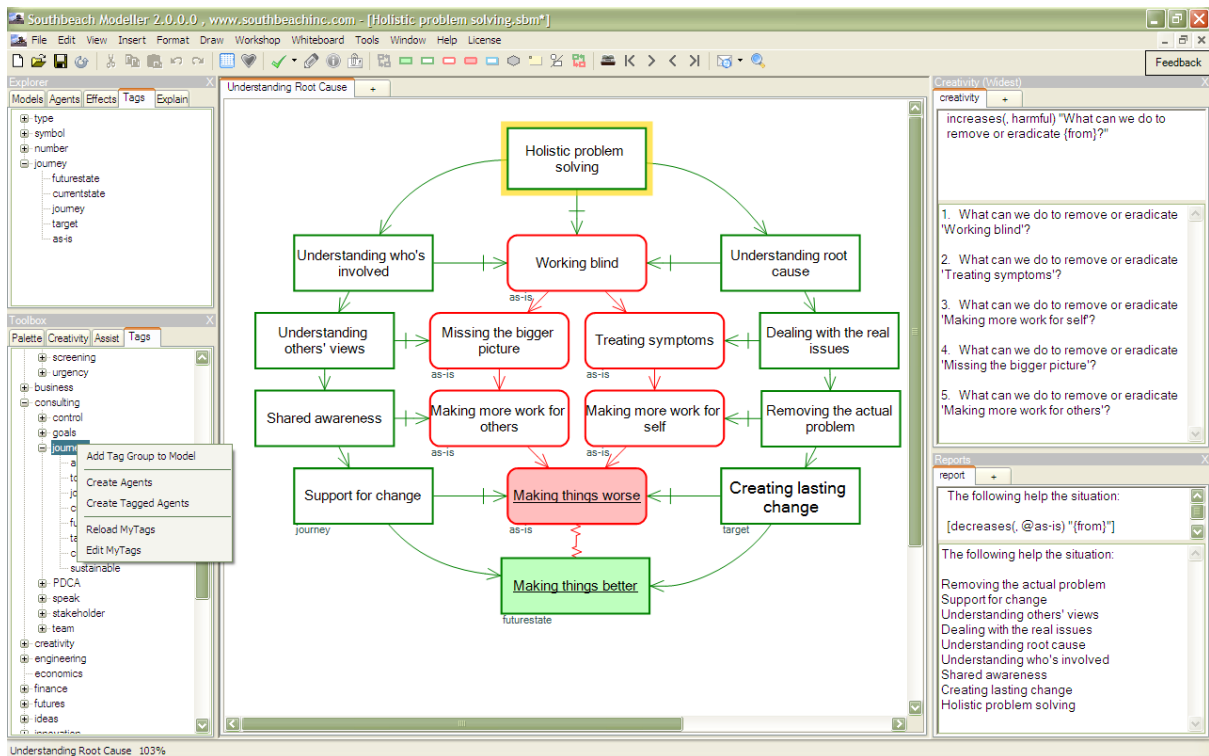 Southbeach Modeller 2.0.0.0 , www.southbeachinc.com - [Holistic problem solving.sbm*]
File Edit View Insert Format Draw Workshop Whiteboard Tools Window Help License
Feedback
Explorer
Models Agents Effects Tags Explain
type
symbol
number
journey
futurestate
currentstate
journey
target
as-is
Toolbox
Palette Creativity Assist Tags
screening
urgency
business
consulting
control
goals
Add Tag Group to Model
Create Agents
Create Tagged Agents
Reload MyTags
Edit MyTags
sustainable
PDCA
speak
stakeholder
team
creativity
engineering
economics
finance
futures
ideas
Understanding Root Cause +
Holistic problem
solving
Understanding who's
involved
Working blind
as-is
Understanding root
cause
Understanding
others' views
Missing the bigger
picture
as-is
Treating symptoms
as-is
Dealing with the real
issues
Shared awareness
Making more work for
others
as-is
Making more work for
self
as-is
Removing the actual
problem
Support for change
journey
Making things worse
as-is
Creating lasting
change
target
Making things better
futurestate
Creativity (Widest)
creativity +
increases(, harmful) "What can we do to
remove or eradicate {from}?"
1. What can we do to remove or eradicate
'Working blind'?
2. What can we do to remove or eradicate
'Treating symptoms'?
3. What can we do to remove or eradicate
'Making more work for self'?
4. What can we do to remove or eradicate
'Missing the bigger picture'?
5. What can we do to remove or eradicate
'Making more work for others'?
Reports
report +
The following help the situation:
[decreases(, @as-is) "{from}"]
The following help the situation:
Removing the actual problem
Support for change
Understanding others' views
Dealing with the real issues
Understanding root cause
Understanding who's involved
Shared awareness
Creating lasting change
Holistic problem solving
Understanding Root Cause 103%